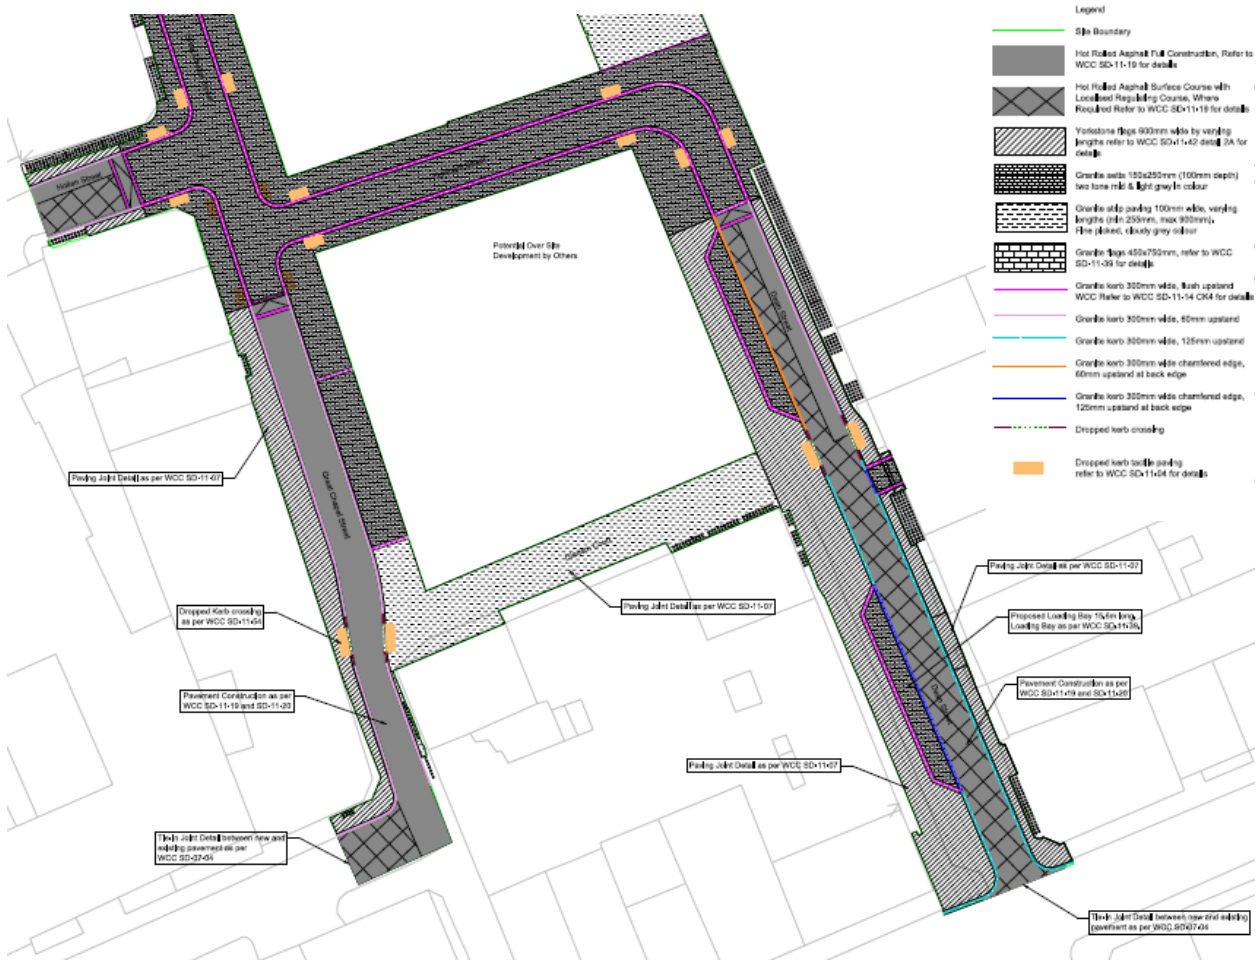 Legend
Site Boundary
Hot Rolled Asphalt Full Construction, Refer to
WCC SD-11-19 for details
Hot Rolled Asphalt Surface Course with
Localised Regulating Course, Where
Required Refer to WCC SD-11-19 for details
Yorkstone flags 600mm wide by varying
lengths refer to WCC SD-11-42 detail 2A for
details
Granite setts 150x250mm (100mm depth)
two tone mid & light grey in colour
Granite strip paving 100mm wide, varying
lengths (min 255mm, max 900mm).
Fine picked, cloudy grey colour
Granite flags 450x750mm, refer to WCC
SD-11-39 for details
Granite kerb 300mm wide, flush upstand
WCC Refer to WCC SD-11-14 CK4 for details
Granite kerb 300mm wide, 60mm upstand
Granite kerb 300mm wide, 125mm upstand
Granite kerb 300mm wide chamfered edge,
60mm upstand at back edge
Granite kerb 300mm wide chamfered edge,
125mm upstand at back edge
Dropped kerb crossing
Dropped kerb tactile paving
refer to WCC SD-11-04 for details
Hollen Street
Potential Over Site
Development by Others
Dean Street
Great Chapel Street
Paving Joint Detail as per WCC SD-11-07
Paving Joint Detail as per WCC SD-11-07
Paving Joint Detail as per WCC SD-11-07
Dropped Kerb crossing
as per WCC SD-11-54
Proposed Loading Bay 15.6m long,
Loading Bay as per WCC SD-11-39,
Pavement Construction as per
WCC SD-11-19 and SD-11-20
Pavement Construction as per
WCC SD-11-19 and SD-11-20
Dean Street
Paving Joint Detail as per WCC SD-11-07
Tie-in Joint Detail between new and
existing pavement as per
WCC SD-07-04
Tie-in Joint Detail between new and existing
pavement as per WCC SD-07-04